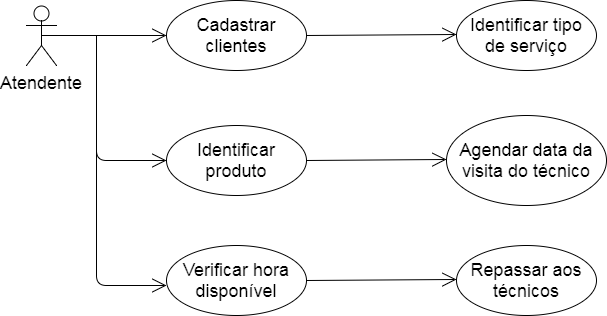 Atendente
Cadastrar
clientes
Identificar tipo
de serviço
Identificar
produto
Agendar data da
visita do técnico
Verificar hora
disponível
Repassar aos
técnicos